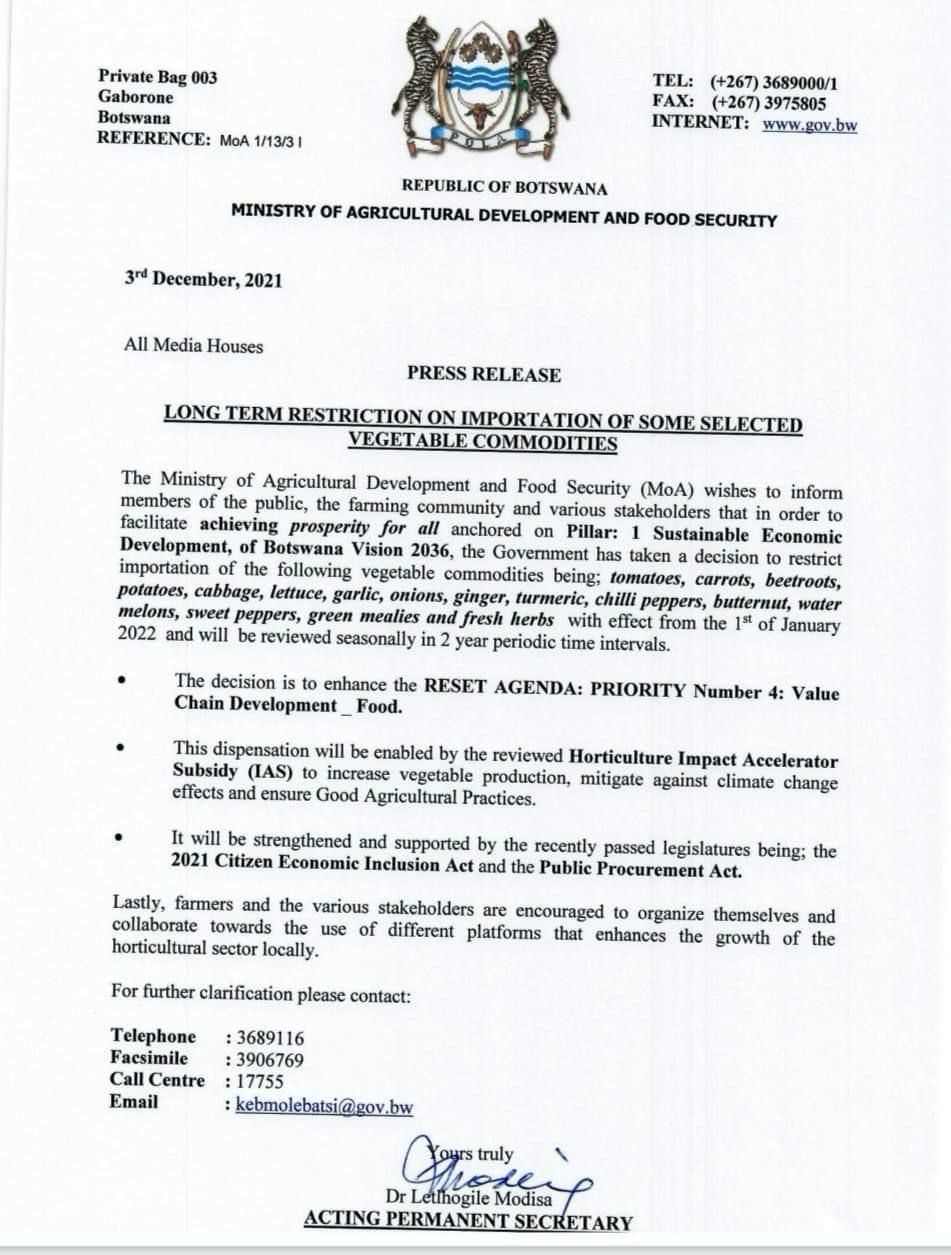 Private Bag 003
Gaborone
Botswana
REFERENCE: MoA 1/13/3 I
TEL: (+267) 3689000/1
FAX: (+267) 3975805
INTERNET: www.gov.bw
PULA
REPUBLIC OF BOTSWANA
MINISTRY OF AGRICULTURAL DEVELOPMENT AND FOOD SECURITY
3rd December, 2021
All Media Houses
PRESS RELEASE
LONG TERM RESTRICTION ON IMPORTATION OF SOME SELECTED
VEGETABLE COMMODITIES
The Ministry of Agricultural Development and Food Security (MoA) wishes to inform
members of the public, the farming community and various stakeholders that in order to
facilitate achieving prosperity for all anchored on Pillar: 1 Sustainable Economic
Development, of Botswana Vision 2036, the Government has taken a decision to restrict
importation of the following vegetable commodities being; tomatoes, carrots, beetroots,
potatoes, cabbage, lettuce, garlic, onions, ginger, turmeric, chilli peppers, butternut, water
melons, sweet peppers, green mealies and fresh herbs with effect from the 1st of January
2022 and will be reviewed seasonally in 2 year periodic time intervals.
• The decision is to enhance the RESET AGENDA: PRIORITY Number 4: Value
Chain Development _ Food.
• This dispensation will be enabled by the reviewed Horticulture Impact Accelerator
Subsidy (IAS) to increase vegetable production, mitigate against climate change
effects and ensure Good Agricultural Practices.
• It will be strengthened and supported by the recently passed legislatures being; the
2021 Citizen Economic Inclusion Act and the Public Procurement Act.
Lastly, farmers and the various stakeholders are encouraged to organize themselves and
collaborate towards the use of different platforms that enhances the growth of the
horticultural sector locally.
For further clarification please contact:
Telephone : 3689116
Facsimile : 3906769
Call Centre : 17755
Email : kebmolebatsi@gov.bw
Yours truly
Dr Letlhogile Modisa
ACTING PERMANENT SECRETARY